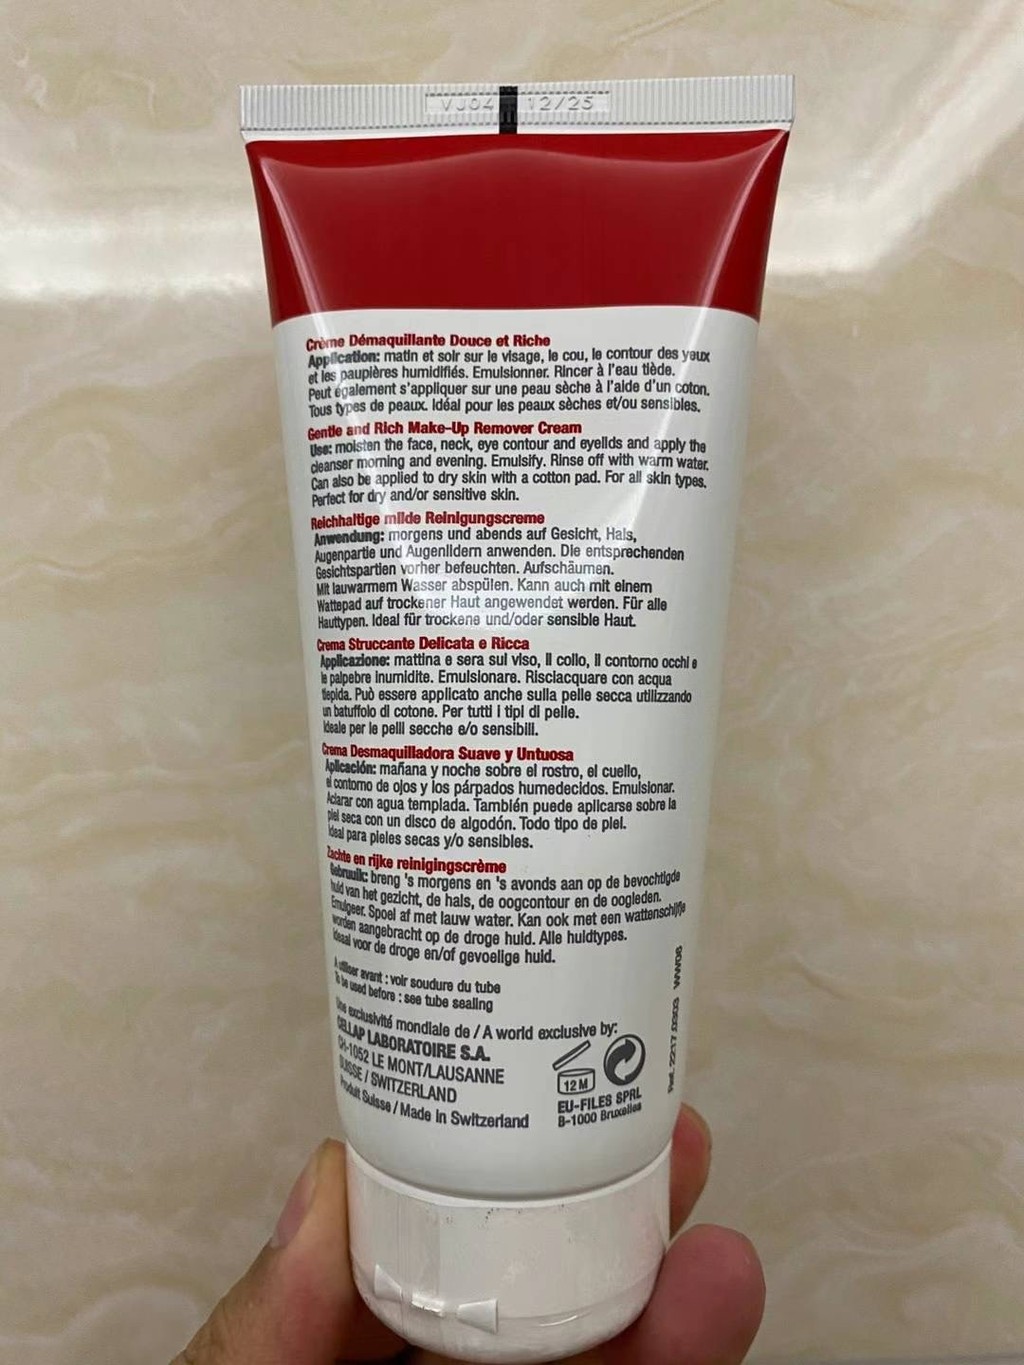 VJ04 12/25
Crème Démaquillante Douce et Riche
Application: matin et soir sur le visage, le cou, le contour des yeux
et les paupières humidifiés. Emulsionner. Rincer à l'eau tiède.
Peut également s'appliquer sur une peau sèche à l'aide d'un coton.
Tous types de peaux. Idéal pour les peaux sèches et/ou sensibles.
Gentle and Rich Make-Up Remover Cream
Use: moisten the face, neck, eye contour and eyelids and apply the
cleanser morning and evening. Emulsify. Rinse off with warm water.
Can also be applied to dry skin with a cotton pad. For all skin types.
Perfect for dry and/or sensitive skin.
Reichhaltige milde Reinigungscreme
Anwendung: morgens und abends auf Gesicht, Hals,
Augenpartie und Augenlidern anwenden. Die entsprechenden
Gesichtspartien vorher befeuchten. Aufschäumen.
Mit lauwarmem Wasser abspülen. Kann auch mit einem
Wattepad auf trockener Haut angewendet werden. Für alle
Hauttypen. Ideal für trockene und/oder sensible Haut.
Crema Struccante Delicata e Ricca
Applicazione: mattina e sera sul viso, il collo, il contorno occhi e
le palpebre inumidite. Emulsionare. Risciacquare con acqua
tiepida. Può essere applicato anche sulla pelle secca utilizzando
un batuffolo di cotone. Per tutti i tipi di pelle.
Ideale per le pelli secche e/o sensibili.
Crema Desmaquilladora Suave y Untuosa
Aplicación: mañana y noche sobre el rostro, el cuello,
el contorno de ojos y los párpados humedecidos. Emulsionar.
Aclarar con agua templada. También puede aplicarse sobre la
piel seca con un disco de algodón. Todo tipo de piel.
Ideal para pieles secas y/o sensibles.
Zachte en rijke reinigingscrème
Gebruuik: breng 's morgens en 's avonds aan op de bevochtigde
huid van het gezicht, de hals, de oogcontour en de oogleden.
Emulgeer. Spoel af met lauw water. Kan ook met een wattenschijfje
worden aangebracht op de droge huid. Alle huidtypes.
Ideaal voor de droge en/of gevoelige huid.
A utiliser avant : voir soudure du tube
To be used before : see tube sealing
Une exclusivité mondiale de / A world exclusive by:
CELLAP LABORATOIRE S.A.
CH-1052 LE MONT/LAUSANNE
SUISSE / SWITZERLAND
Produit Suisse / Made in Switzerland
12 M
EU-FILES SPRL
B-1000 Bruxelles
Ref. 2217.0303 WW06